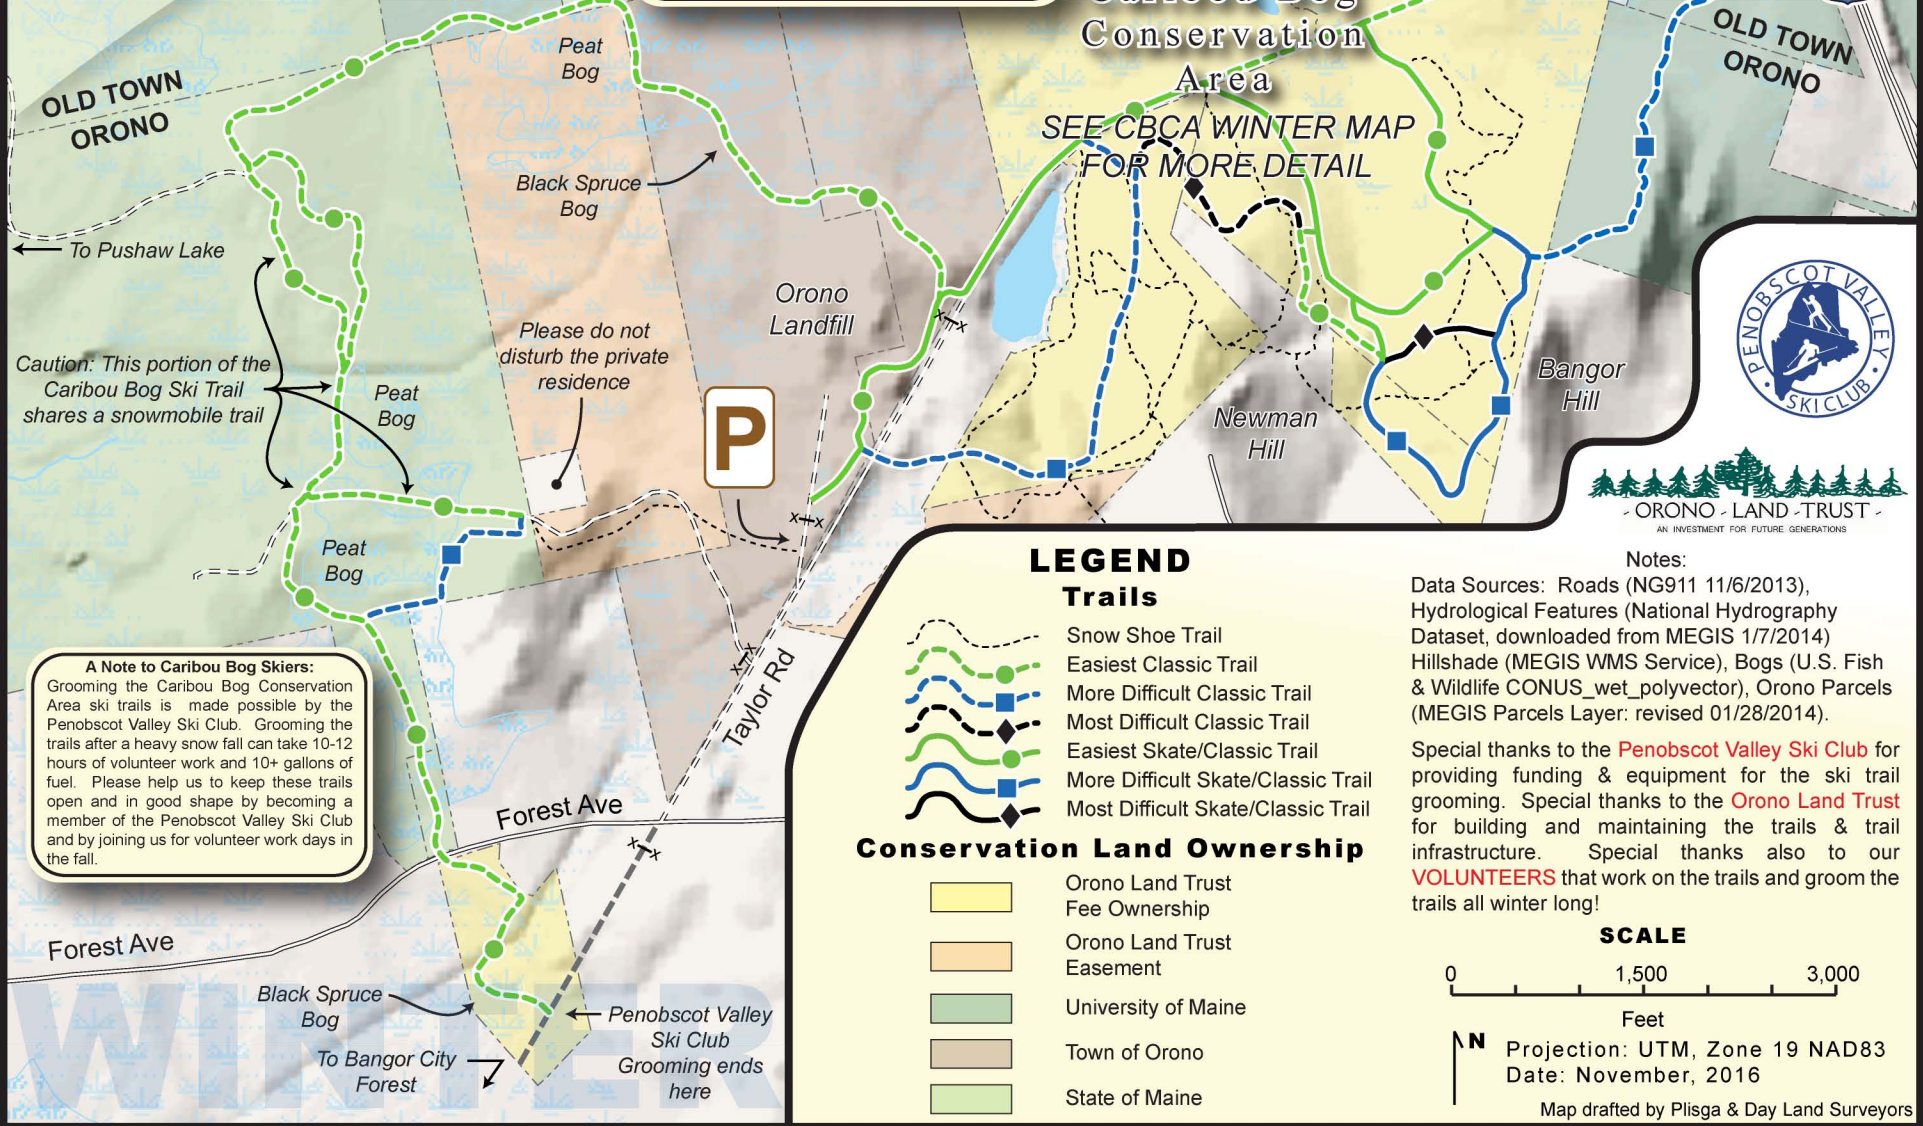 Caribou Bog
Conservation
Area
SEE CBCA WINTER MAP
FOR MORE DETAIL
OLD TOWN
ORONO
OLD TOWN
ORONO
Peat
Bog
Black Spruce
Bog
To Pushaw Lake
Orono
Landfill
Please do not
disturb the private
residence
Caution: This portion of the
Caribou Bog Ski Trail
shares a snowmobile trail
Peat
Bog
P
Newman
Hill
Bangor
Hill
PENOBSCOT VALLEY
SKI CLUB
- ORONO - LAND - TRUST -
AN INVESTMENT FOR FUTURE GENERATIONS
Peat
Bog
Taylor Rd
A Note to Caribou Bog Skiers:
Grooming the Caribou Bog Conservation
Area ski trails is made possible by the
Penobscot Valley Ski Club. Grooming the
trails after a heavy snow fall can take 10-12
hours of volunteer work and 10+ gallons of
fuel. Please help us to keep these trails
open and in good shape by becoming a
member of the Penobscot Valley Ski Club
and by joining us for volunteer work days in
the fall.
Forest Ave
Forest Ave
Black Spruce
Bog
To Bangor City
Forest
Penobscot Valley
Ski Club
Grooming ends
here
WINTER
LEGEND
Trails
Snow Shoe Trail
Easiest Classic Trail
More Difficult Classic Trail
Most Difficult Classic Trail
Easiest Skate/Classic Trail
More Difficult Skate/Classic Trail
Most Difficult Skate/Classic Trail
Conservation Land Ownership
Orono Land Trust
Fee Ownership
Orono Land Trust
Easement
University of Maine
Town of Orono
State of Maine
Notes:
Data Sources: Roads (NG911 11/6/2013),
Hydrological Features (National Hydrography
Dataset, downloaded from MEGIS 1/7/2014)
Hillshade (MEGIS WMS Service), Bogs (U.S. Fish
& Wildlife CONUS_wet_polyvector), Orono Parcels
(MEGIS Parcels Layer: revised 01/28/2014).
Special thanks to the Penobscot Valley Ski Club for
providing funding & equipment for the ski trail
grooming. Special thanks to the Orono Land Trust
for building and maintaining the trails & trail
infrastructure. Special thanks also to our
VOLUNTEERS that work on the trails and groom the
trails all winter long!
SCALE
0 1,500 3,000
Feet
N
Projection: UTM, Zone 19 NAD83
Date: November, 2016
Map drafted by Plisga & Day Land Surveyors